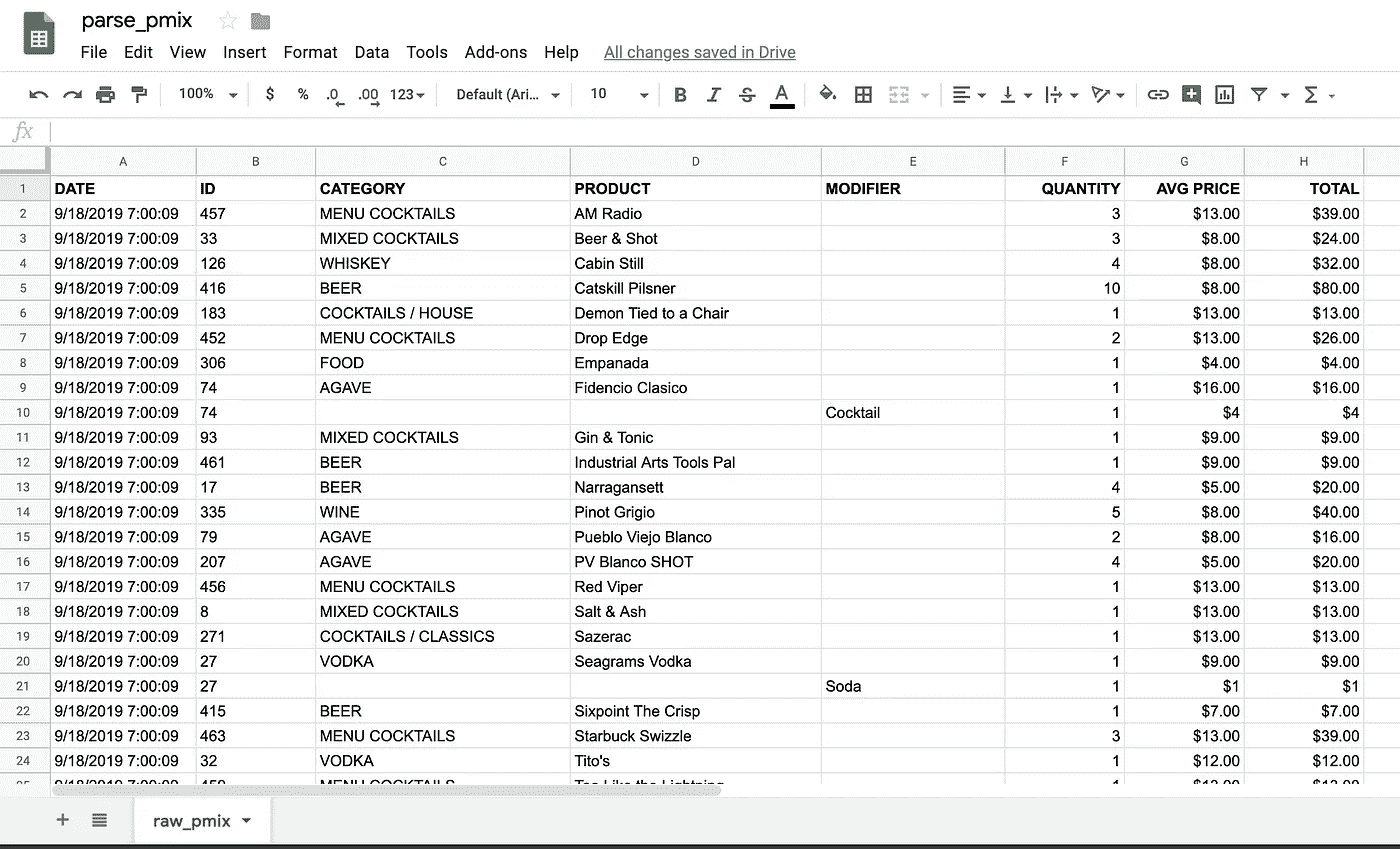 parse_pmix
File Edit View Insert Format Data Tools Add-ons Help All changes saved in Drive
100% $ % .0 .00 123 Default (Ari... 10 B I S A Σ
fx
A B C D E F G H
1 DATE ID CATEGORY PRODUCT MODIFIER QUANTITY AVG PRICE TOTAL
2 9/18/2019 7:00:09 457 MENU COCKTAILS AM Radio 3 $13.00 $39.00
3 9/18/2019 7:00:09 33 MIXED COCKTAILS Beer & Shot 3 $8.00 $24.00
4 9/18/2019 7:00:09 126 WHISKEY Cabin Still 4 $8.00 $32.00
5 9/18/2019 7:00:09 416 BEER Catskill Pilsner 10 $8.00 $80.00
6 9/18/2019 7:00:09 183 COCKTAILS / HOUSE Demon Tied to a Chair 1 $13.00 $13.00
7 9/18/2019 7:00:09 452 MENU COCKTAILS Drop Edge 2 $13.00 $26.00
8 9/18/2019 7:00:09 306 FOOD Empanada 1 $4.00 $4.00
9 9/18/2019 7:00:09 74 AGAVE Fidencio Clasico 1 $16.00 $16.00
10 9/18/2019 7:00:09 74 Cocktail 1 $4 $4
11 9/18/2019 7:00:09 93 MIXED COCKTAILS Gin & Tonic 1 $9.00 $9.00
12 9/18/2019 7:00:09 461 BEER Industrial Arts Tools Pal 1 $9.00 $9.00
13 9/18/2019 7:00:09 17 BEER Narragansett 4 $5.00 $20.00
14 9/18/2019 7:00:09 335 WINE Pinot Grigio 5 $8.00 $40.00
15 9/18/2019 7:00:09 79 AGAVE Pueblo Viejo Blanco 2 $8.00 $16.00
16 9/18/2019 7:00:09 207 AGAVE PV Blanco SHOT 4 $5.00 $20.00
17 9/18/2019 7:00:09 456 MENU COCKTAILS Red Viper 1 $13.00 $13.00
18 9/18/2019 7:00:09 8 MIXED COCKTAILS Salt & Ash 1 $13.00 $13.00
19 9/18/2019 7:00:09 271 COCKTAILS / CLASSICS Sazerac 1 $13.00 $13.00
20 9/18/2019 7:00:09 27 VODKA Seagrams Vodka 1 $9.00 $9.00
21 9/18/2019 7:00:09 27 Soda 1 $1 $1
22 9/18/2019 7:00:09 415 BEER Sixpoint The Crisp 1 $7.00 $7.00
23 9/18/2019 7:00:09 463 MENU COCKTAILS Starbuck Swizzle 3 $13.00 $39.00
24 9/18/2019 7:00:09 32 VODKA Tito's 1 $12.00 $12.00
MENU COCKTAILS
raw_pmix